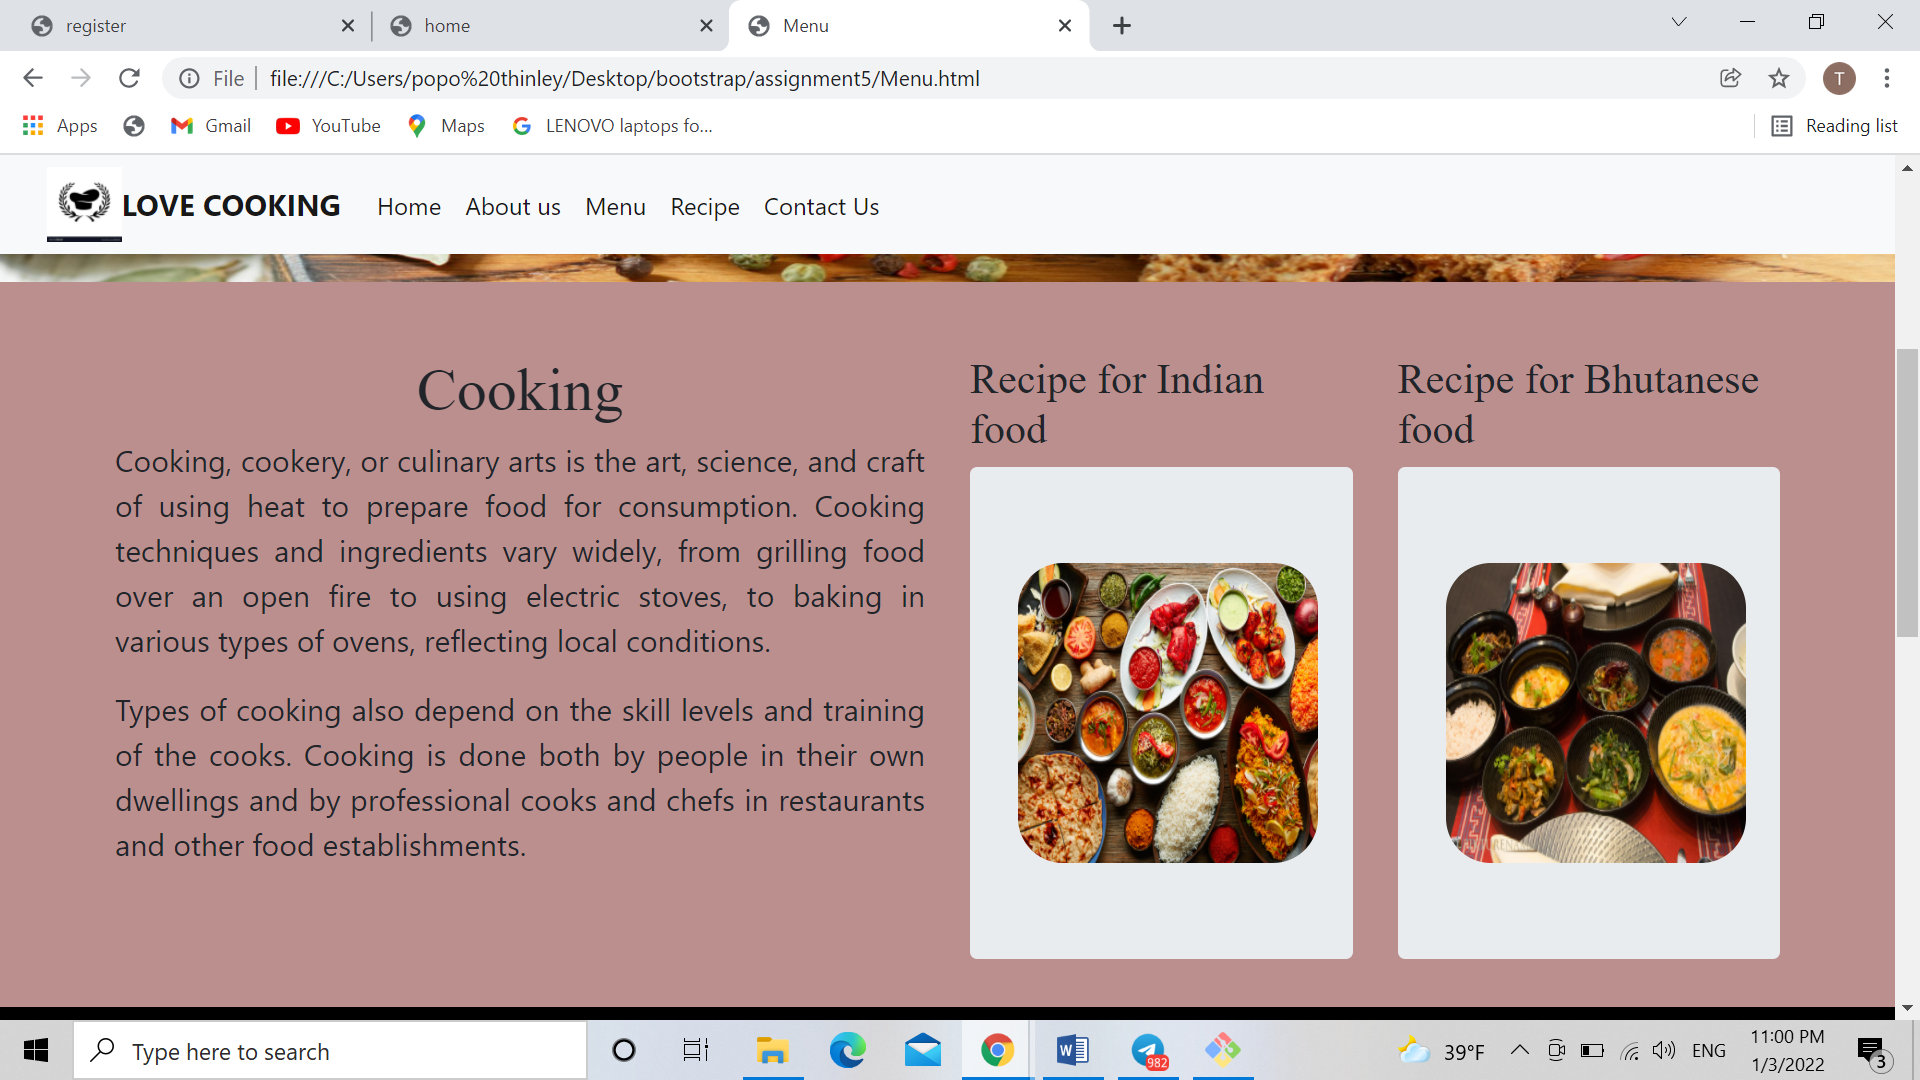 register
home
Menu
File
file:///C:/Users/popo%20thinley/Desktop/bootstrap/assignment5/Menu.html
T
Apps
Gmail
YouTube
Maps
LENOVO laptops fo...
Reading list
LOVE COOKING
Home
About us
Menu
Recipe
Contact Us
Cooking
Cooking, cookery, or culinary arts is the art, science, and craft
of using heat to prepare food for consumption. Cooking
techniques and ingredients vary widely, from grilling food
over an open fire to using electric stoves, to baking in
various types of ovens, reflecting local conditions.
Types of cooking also depend on the skill levels and training
of the cooks. Cooking is done both by people in their own
dwellings and by professional cooks and chefs in restaurants
and other food establishments.
Recipe for Indian
food
Recipe for Bhutanese
food
Type here to search
W
982
39°F
ENG
11:00 PM
1/3/2022
3